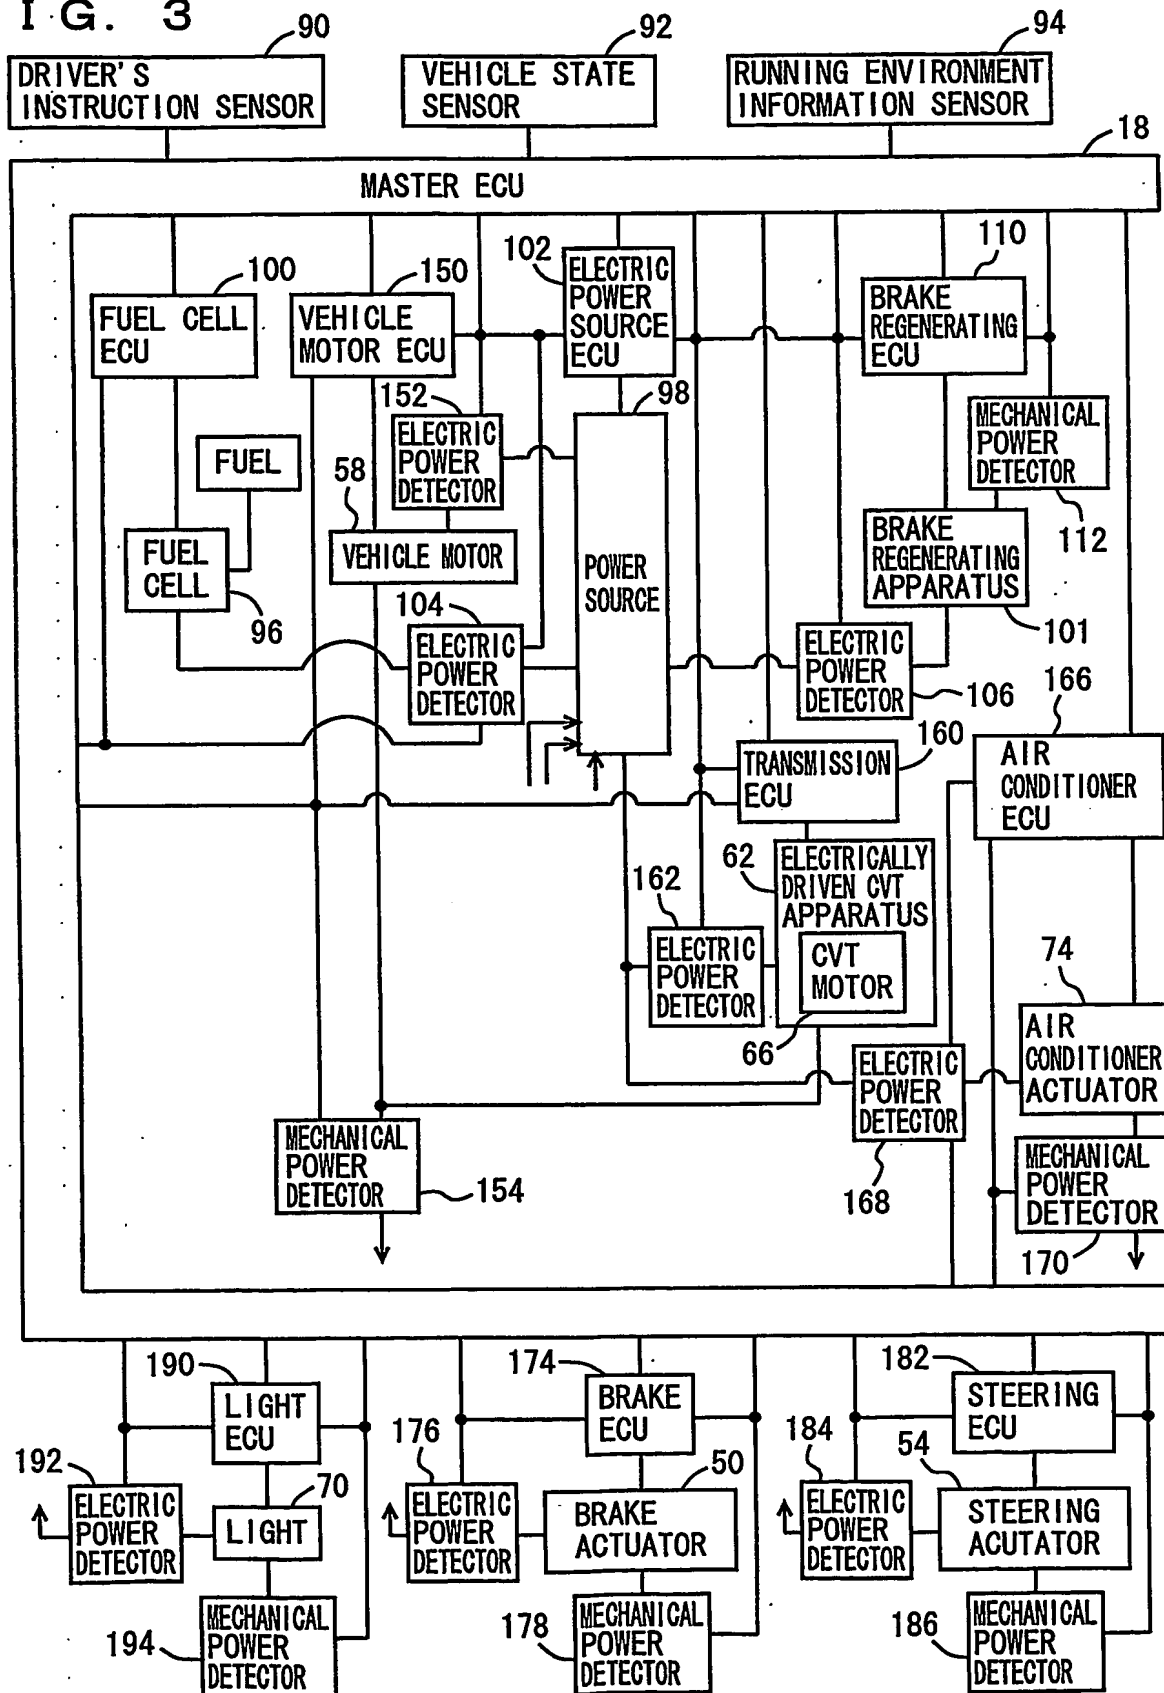 I G. 3
90
92
94
DRIVER'S
INSTRUCTION SENSOR
VEHICLE STATE
SENSOR
RUNNING ENVIRONMENT
INFORMATION SENSOR
18
MASTER ECU
100
FUEL CELL
ECU
150
VEHICLE
MOTOR ECU
102
ELECTRIC
POWER
SOURCE
ECU
110
BRAKE
REGENERATING
ECU
152
ELECTRIC
POWER
DETECTOR
98
POWER
SOURCE
MECHANICAL
POWER
DETECTOR
112
FUEL
58
VEHICLE MOTOR
FUEL
CELL
96
BRAKE
REGENERATING
APPARATUS
101
104
ELECTRIC
POWER
DETECTOR
ELECTRIC
POWER
DETECTOR
106
166
AIR
CONDITIONER
ECU
160
TRANSMISSION
ECU
62
ELECTRICALLY
DRIVEN CVT
APPARATUS
CVT
MOTOR
66
162
ELECTRIC
POWER
DETECTOR
74
AIR
CONDITIONER
ACTUATOR
ELECTRIC
POWER
DETECTOR
168
MECHANICAL
POWER
DETECTOR
154
MECHANICAL
POWER
DETECTOR
170
190
LIGHT
ECU
174
BRAKE
ECU
182
STEERING
ECU
192
ELECTRIC
POWER
DETECTOR
70
LIGHT
176
ELECTRIC
POWER
DETECTOR
50
BRAKE
ACTUATOR
184
ELECTRIC
POWER
DETECTOR
54
STEERING
ACUTATOR
194
MECHANICAL
POWER
DETECTOR
178
MECHANICAL
POWER
DETECTOR
186
MECHANICAL
POWER
DETECTOR